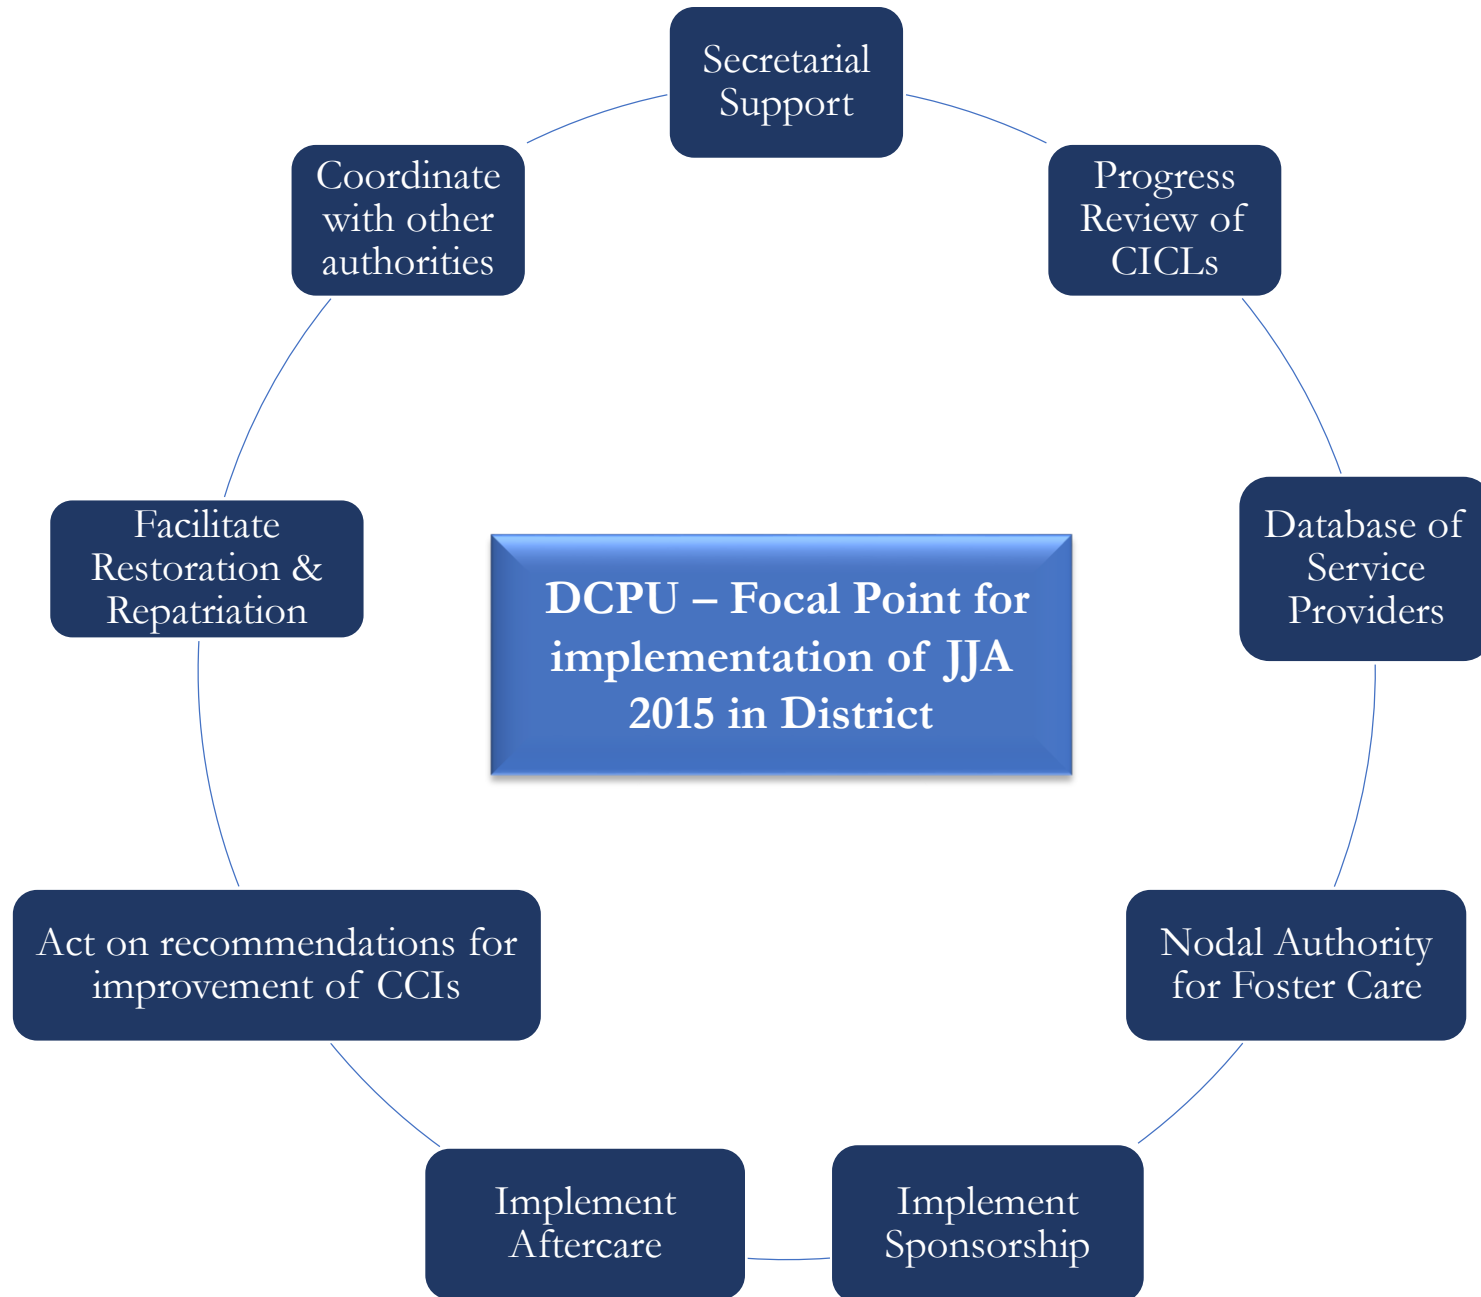 Secretarial
Support
Progress
Review of
CICLs
Database of
Service
Providers
Nodal Authority
for Foster Care
Implement
Sponsorship
Implement
Aftercare
Act on recommendations for
improvement of CCIs
Facilitate
Restoration &
Repatriation
Coordinate
with other
authorities
DCPU – Focal Point for
implementation of JJA
2015 in District